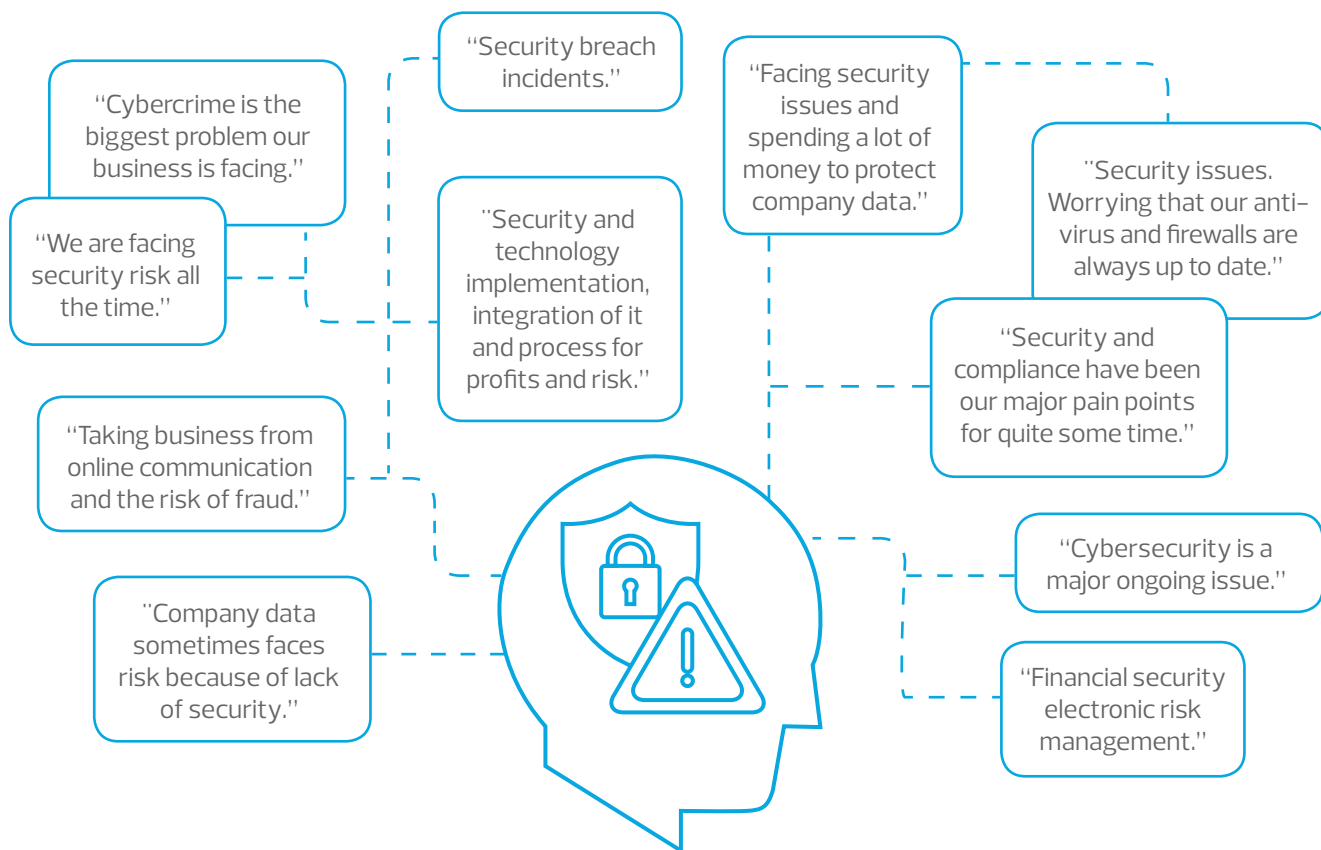 “Security breach
incidents.”
“Cybercrime is the
biggest problem our
business is facing.”
“We are facing
security risk all
the time.”
¨Security and
technology
implementation,
integration of it
and process for
profits and risk.”
“Taking business from
online communication
and the risk of fraud.”
¨Company data
sometimes faces
risk because of lack
of security.”
“Facing security
issues and
spending a lot of
money to protect
company data.”
¨Security issues.
Worrying that our anti-
virus and firewalls are
always up to date.”
“Security and
compliance have been
our major pain points
for quite some time.”
“Cybersecurity is a
major ongoing issue.”
“Financial security
electronic risk
management.”